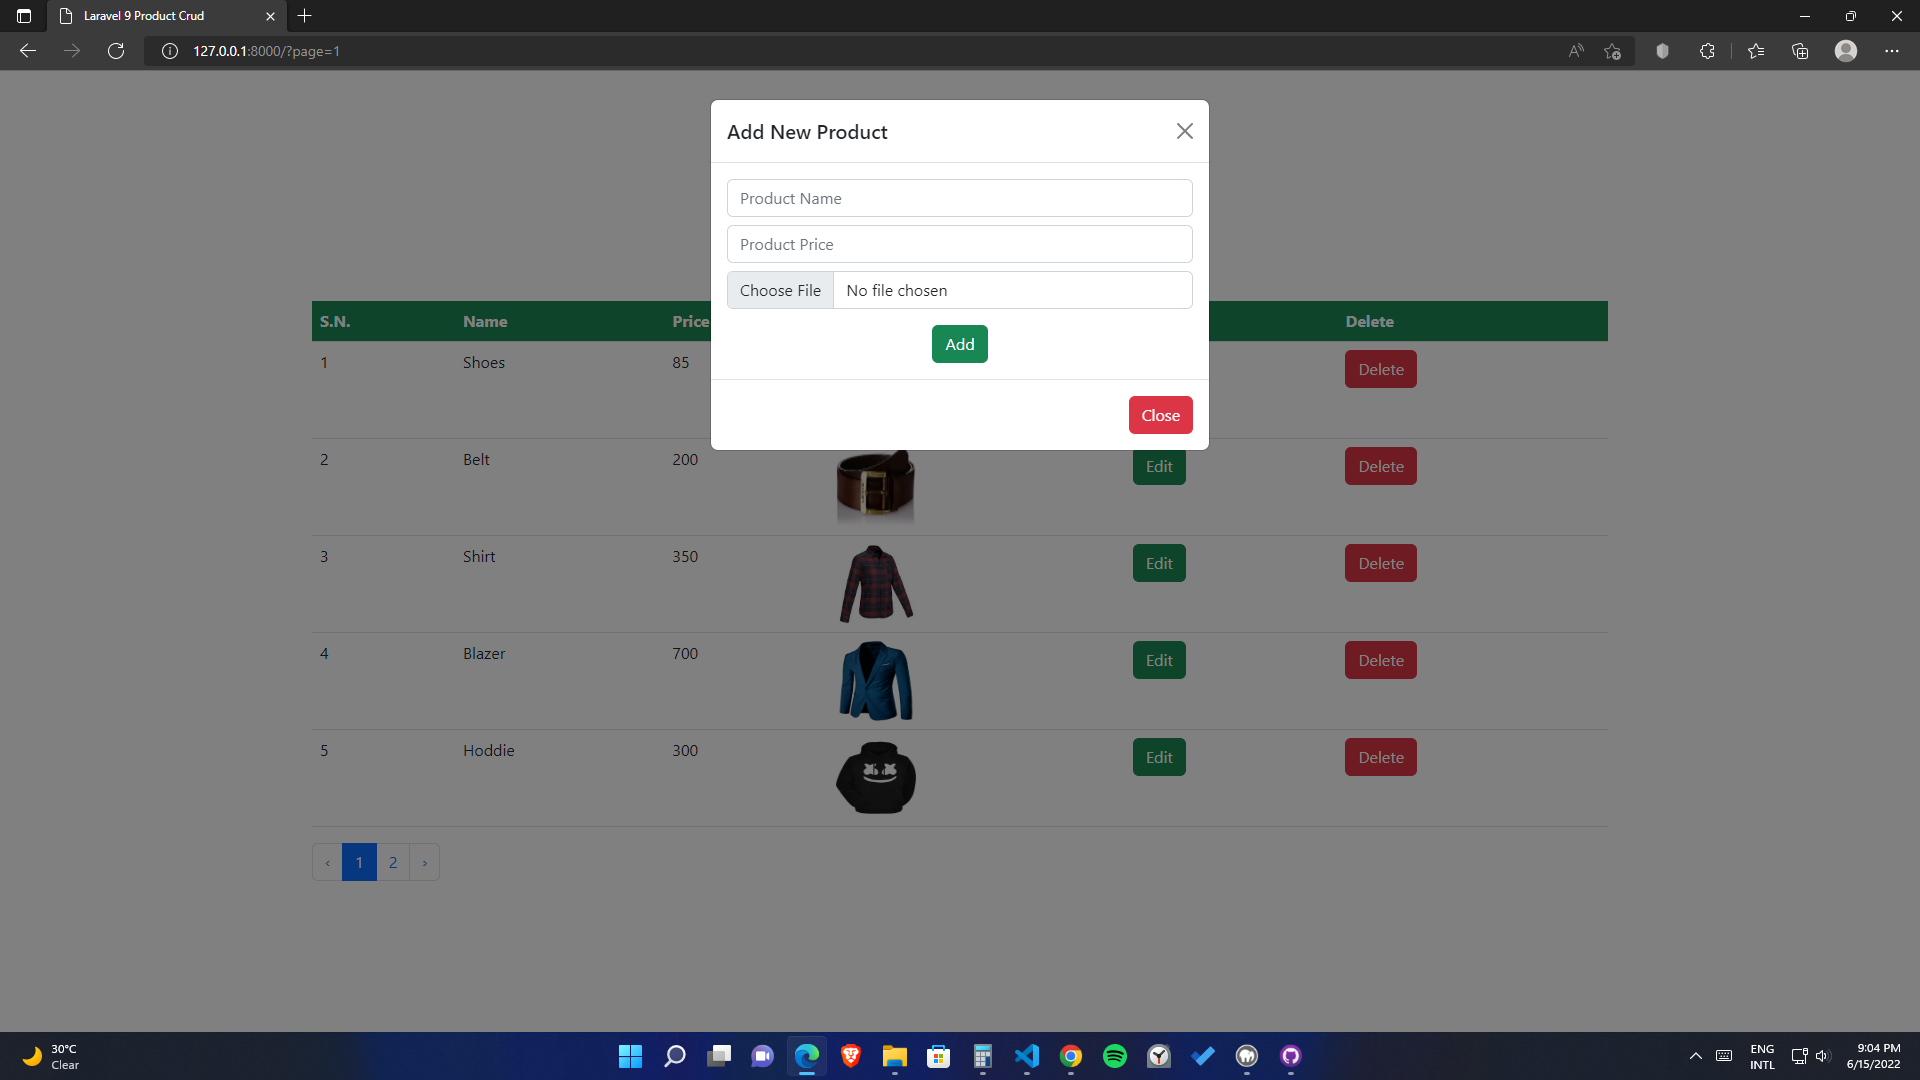 Laravel 9 Product Crud
127.0.0.1:8000/?page=1
Add New Product
Product Name
Product Price
Choose File No file chosen
Add
Close
S.N. Name Price Delete
1 Shoes 85 Delete
2 Belt 200 Edit Delete
3 Shirt 350 Edit Delete
4 Blazer 700 Edit Delete
5 Hoddie 300 Edit Delete
‹ 1 2 ›
30°C
Clear
ENG
INTL
9:04 PM
6/15/2022